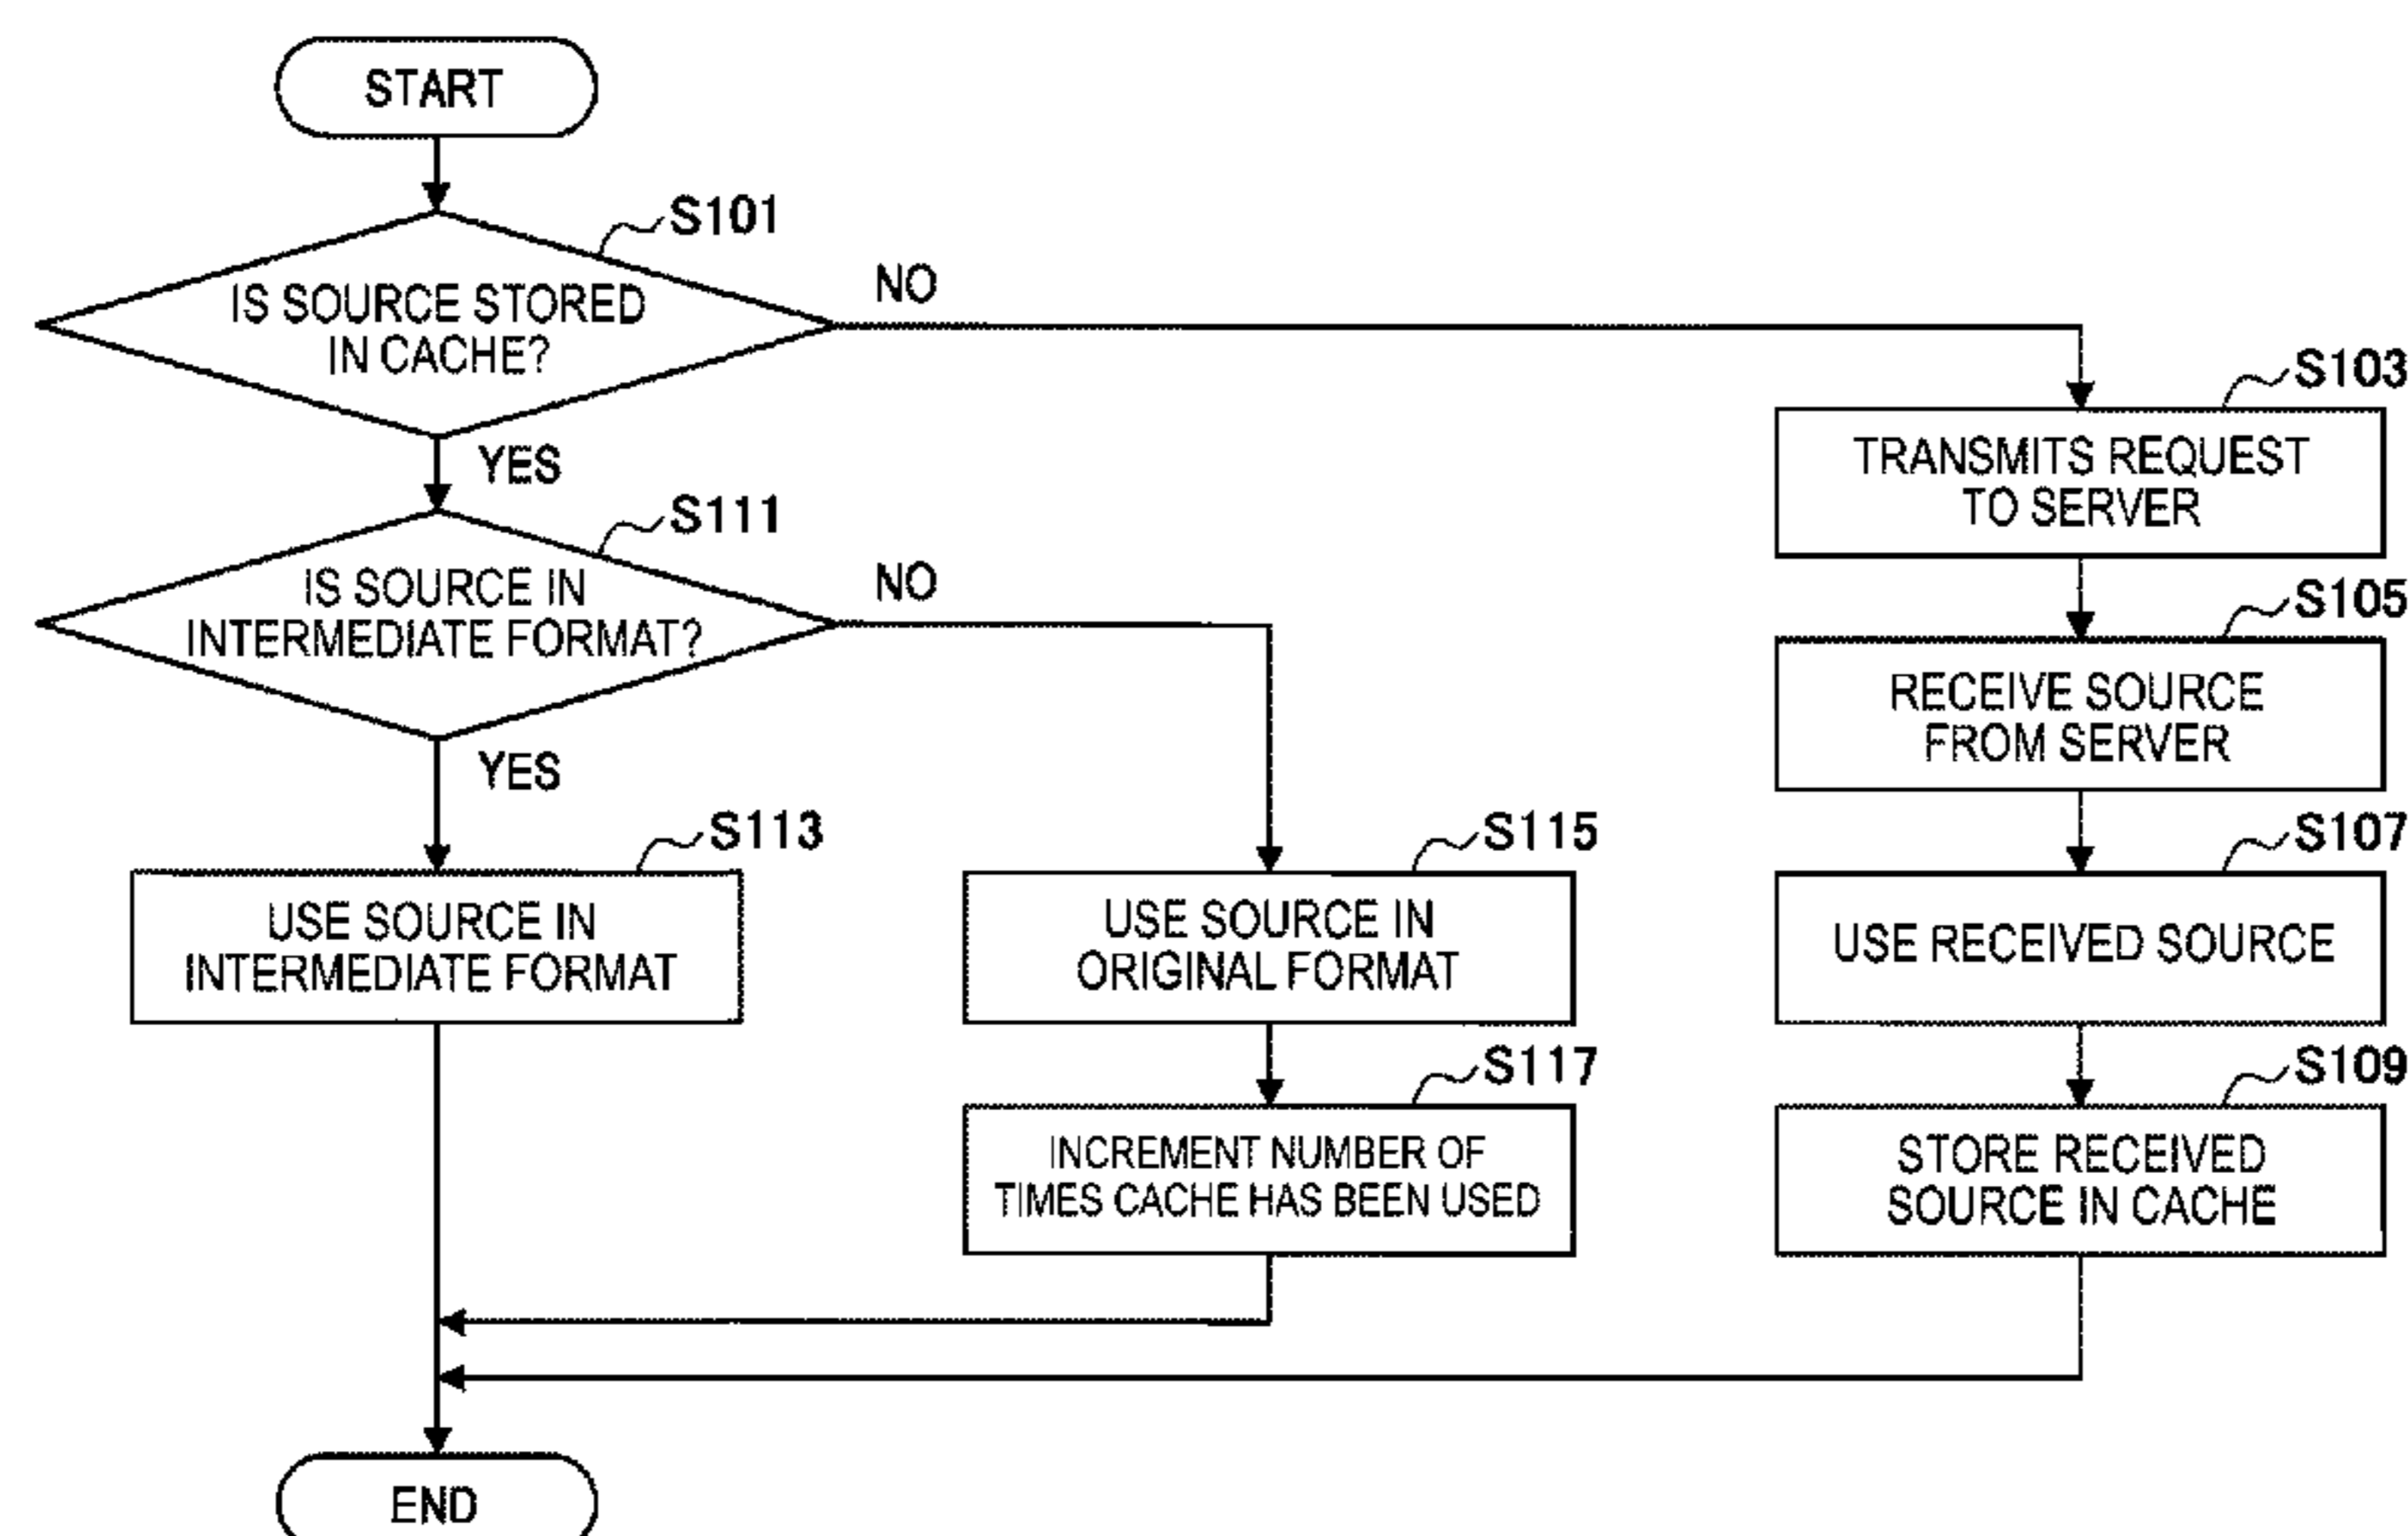 START
S101
IS SOURCE STORED
IN CACHE?
NO
YES
S103
TRANSMITS REQUEST
TO SERVER
S111
IS SOURCE IN
INTERMEDIATE FORMAT?
NO
YES
S105
RECEIVE SOURCE
FROM SERVER
S113
USE SOURCE IN
INTERMEDIATE FORMAT
S115
USE SOURCE IN
ORIGINAL FORMAT
S107
USE RECEIVED SOURCE
S117
INCREMENT NUMBER OF
TIMES CACHE HAS BEEN USED
S109
STORE RECEIVED
SOURCE IN CACHE
END